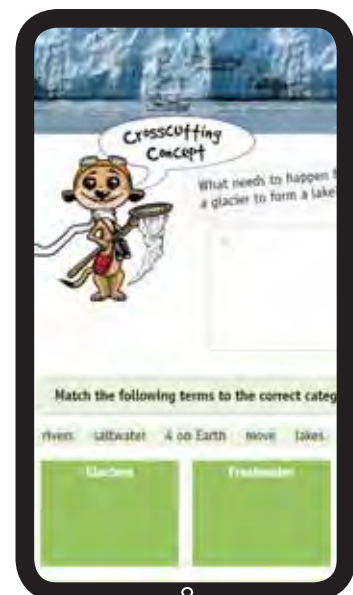 Crosscutting
Concept
What needs to happen
a glacier to form a lake
Match the following terms to the correct categ
rivers saltwater 4 on Earth move lakes
Glaciers Freshwater